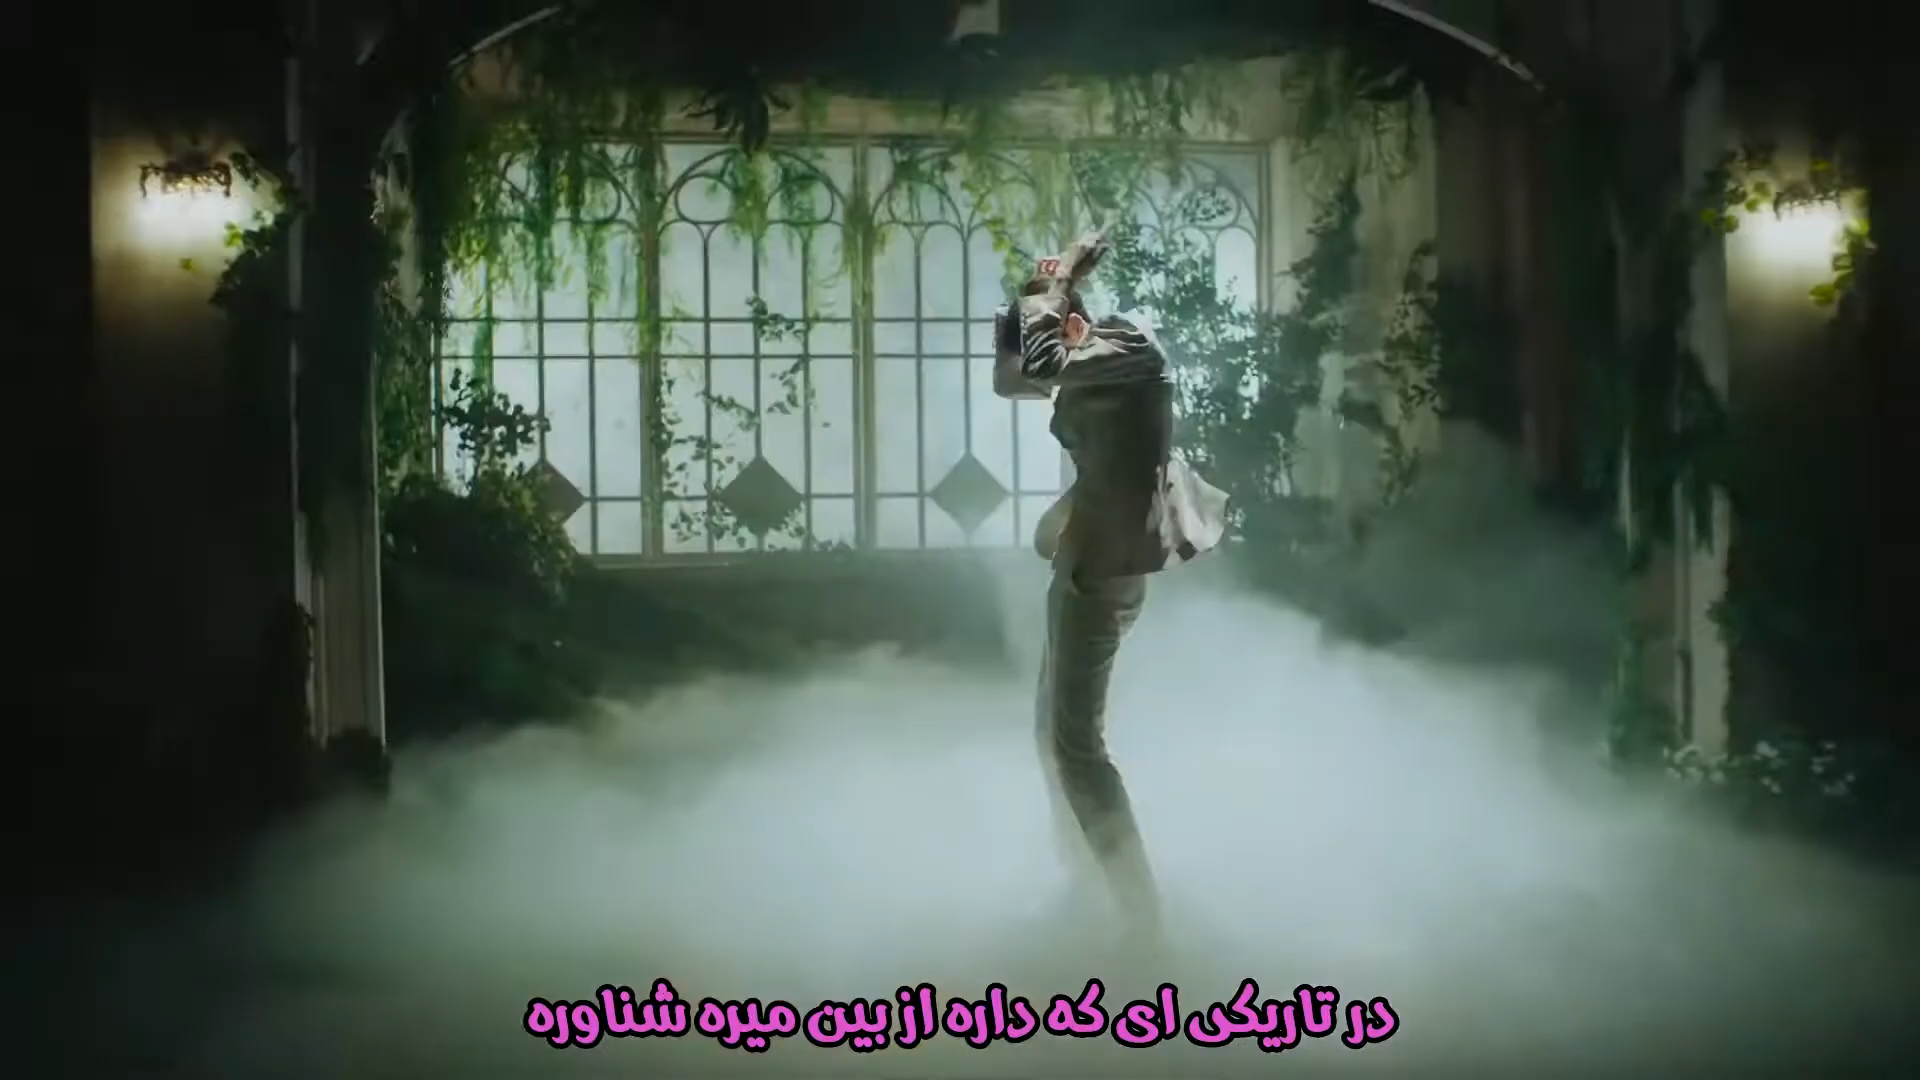 در تاریکی ای که داره از بین میره شناوره